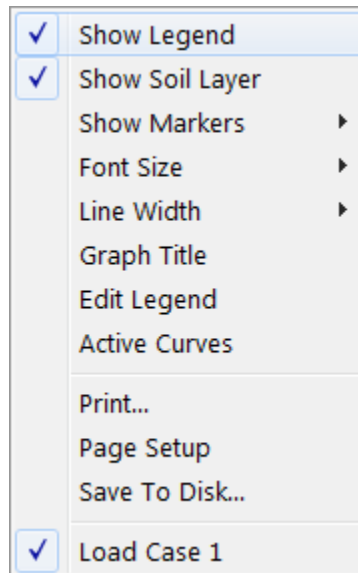 Show Legend
Show Soil Layer
Show Markers
Font Size
Line Width
Graph Title
Edit Legend
Active Curves
Print...
Page Setup
Save To Disk...
Load Case 1